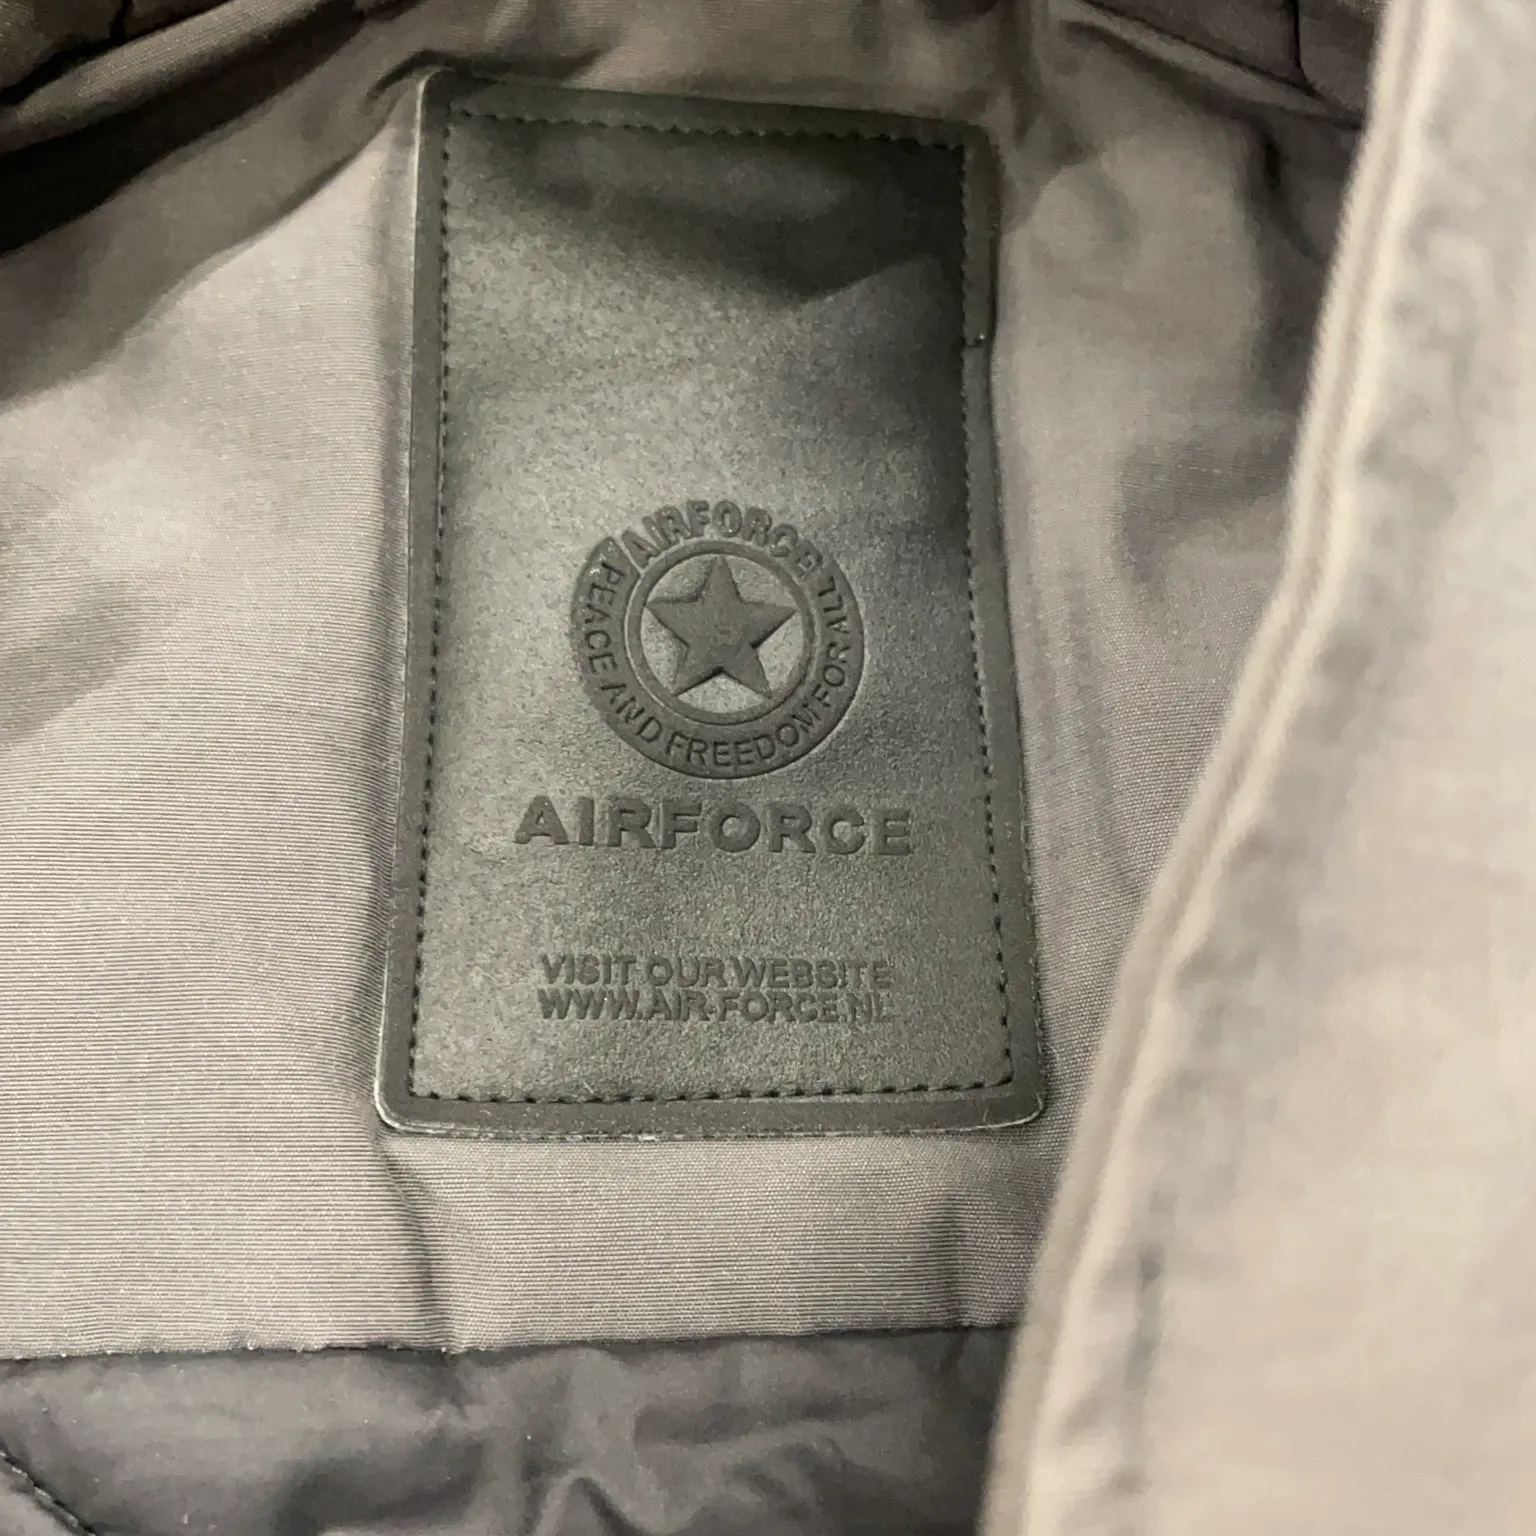 AIRFORCE
PEACE AND FREEDOM FOR ALL
AIRFORCE
VISIT OUR WEBSITE
WWW.AIR-FORCE.NL